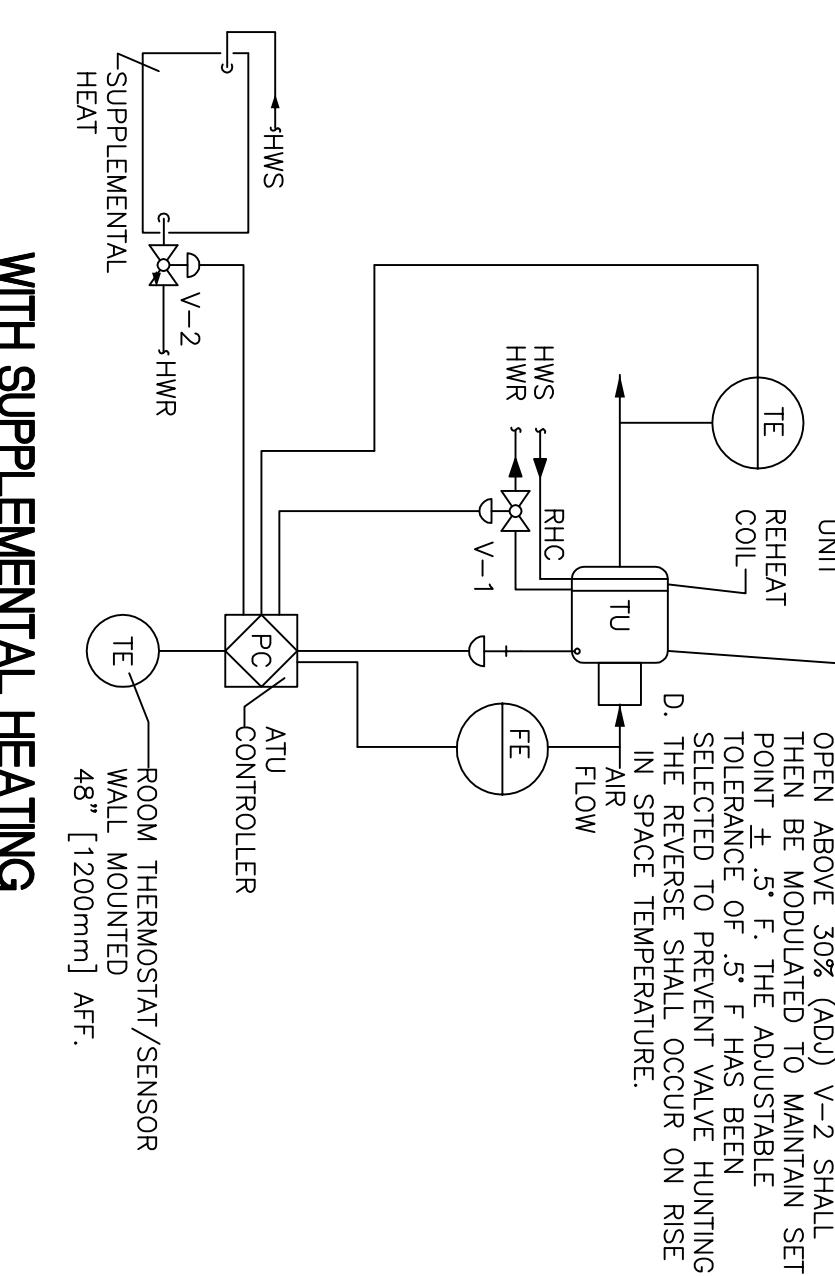 UNIT
OPEN ABOVE 30% (ADJ) V-2 SHALL
THEN BE MODULATED TO MAINTAIN SET
POINT ± .5° F. THE ADJUSTABLE
TOLERANCE OF .5° F HAS BEEN
SELECTED TO PREVENT VALVE HUNTING
D. THE REVERSE SHALL OCCUR ON RISE
IN SPACE TEMPERATURE.
TE
REHEAT
COIL
TU
AIR
FLOW
RHC
HWS
HWR
V-1
FE
HWS
SUPPLEMENTAL
HEAT
V-2
HWR
PC
ATU
CONTROLLER
TE
ROOM THERMOSTAT/SENSOR
WALL MOUNTED
48" [1200mm] AFF.
WITH SUPPLEMENTAL HEATING